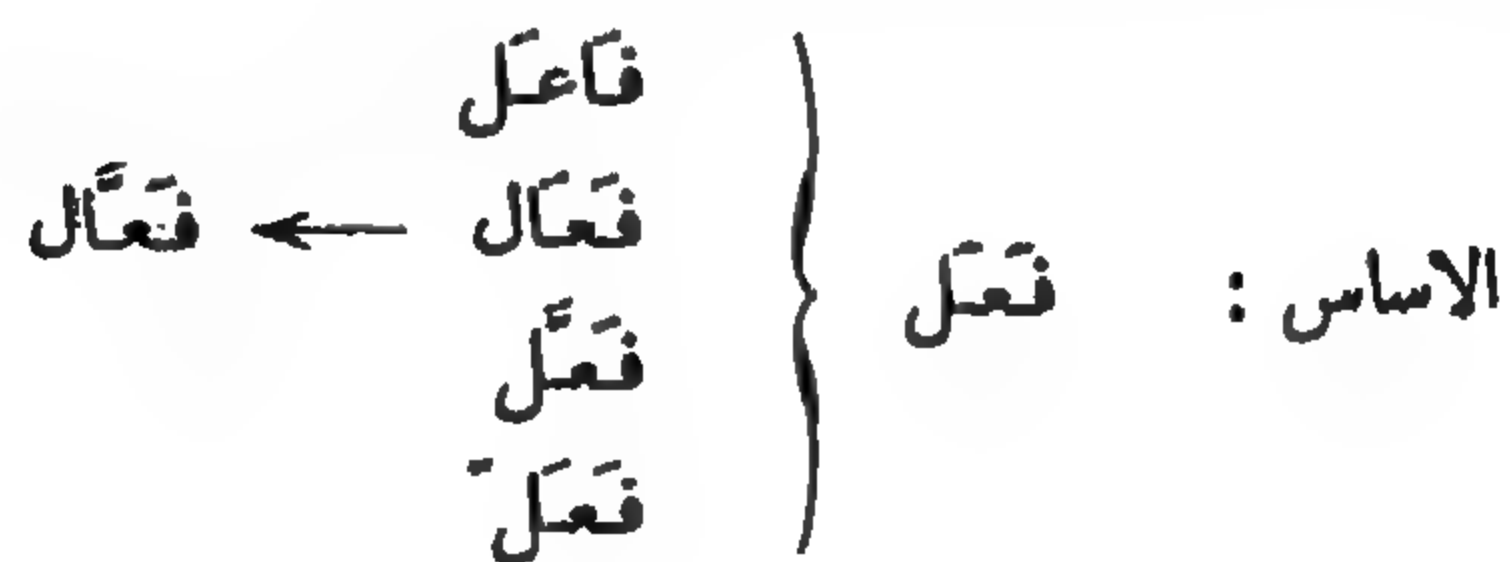 الاساس : فَعَل
فَاعَل
فَعَال ← فَعَّال
فَعَّل
فَعَلّ